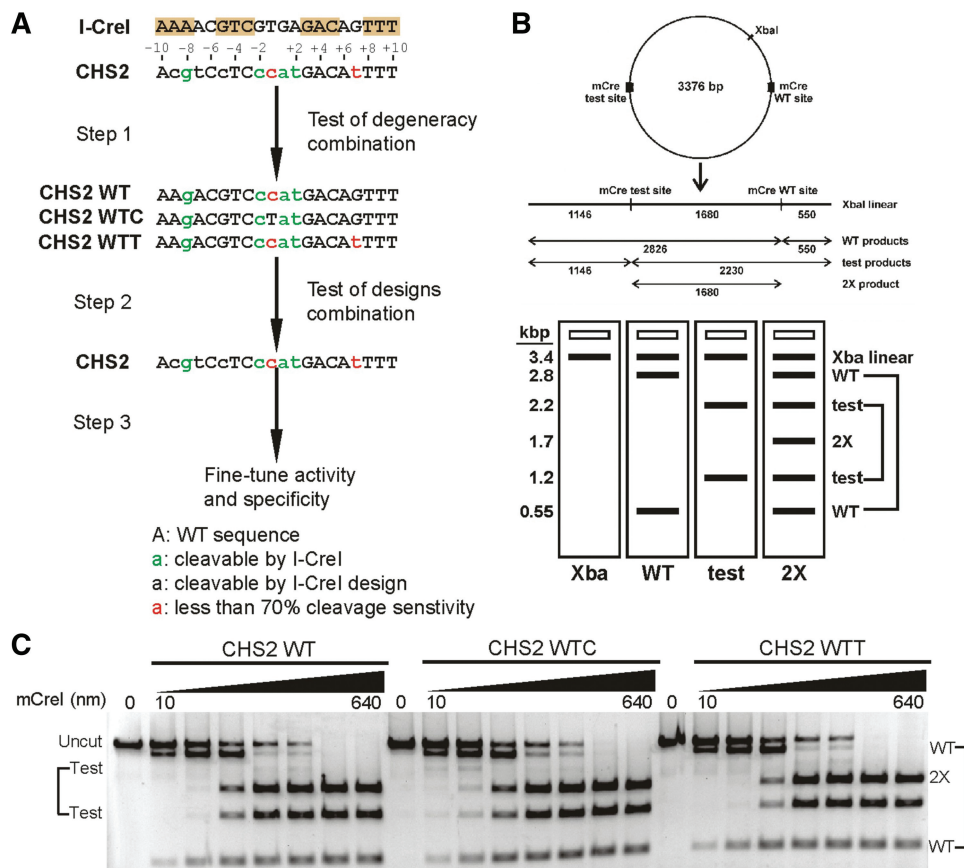 A
I-CreI AAAACGTCGTGAGACAGTTT
−10 −8 −6 −4 −2 +2 +4 +6 +8 +10
CHS2 AcgtCcTCccatGACAtTTT
Step 1
Test of degeneracy
combination
CHS2 WT AAgACGTCccatGACAGTTT
CHS2 WTC AAgACGTCcTatGACAGTTT
CHS2 WTT AAgACGTCccatGACAtTTT
Step 2
Test of designs
combination
CHS2 AcgtCcTCccatGACAtTTT
Step 3
Fine-tune activity
and specificity
A: WT sequence
a: cleavable by I-CreI
a: cleavable by I-CreI design
a: less than 70% cleavage senstivity
B
XbaI
mCre
test site
3376 bp
mCre
WT site
mCre test site mCre WT site
1146 1680 550 XbaI linear
2826 550 WT products
1146 2230 test products
1680 2X product
kbp
3.4 Xba linear
2.8 WT
2.2 test
1.7 2X
1.2 test
0.55 WT
Xba WT test 2X
C
CHS2 WT CHS2 WTC CHS2 WTT
mCreI (nm) 0 10 640 0 10 640 0 10 640
Uncut
Test
Test
WT
2X
WT